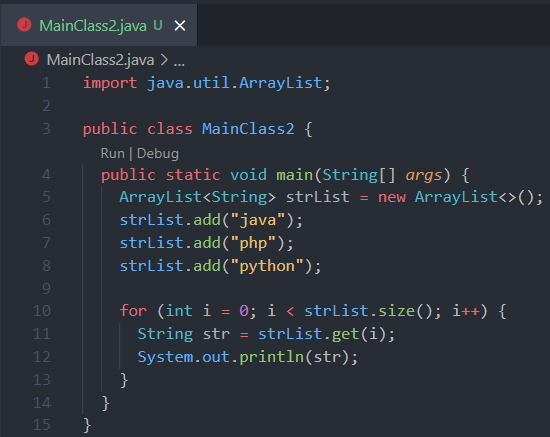 MainClass2.java U ×
MainClass2.java > ...
1 import java.util.ArrayList;
2
3 public class MainClass2 {
Run | Debug
4 public static void main(String[] args) {
5 ArrayList<String> strList = new ArrayList<>();
6 strList.add("java");
7 strList.add("php");
8 strList.add("python");
9
10 for (int i = 0; i < strList.size(); i++) {
11 String str = strList.get(i);
12 System.out.println(str);
13 }
14 }
15 }